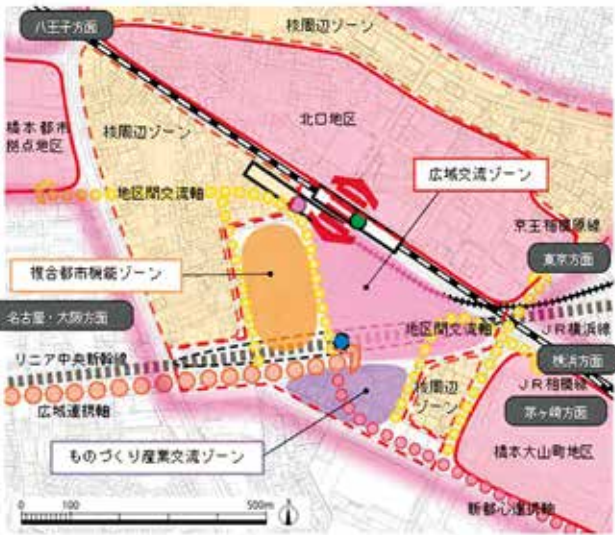 八王子方面
核周辺ゾーン
北口地区
橋本都市
拠点地区
核周辺ゾーン
広域交流ゾーン
地区間交流軸
京王相模原線
東京方面
複合都市機能ゾーン
名古屋・大阪方面
地区間交流軸
JR横浜線
リニア中央新幹線
横浜方面
核周辺
ゾーン
JR相模線
広域連携軸
茅ヶ崎方面
ものづくり産業交流ゾーン
橋本大山町地区
新都心連携軸
0 100 500m